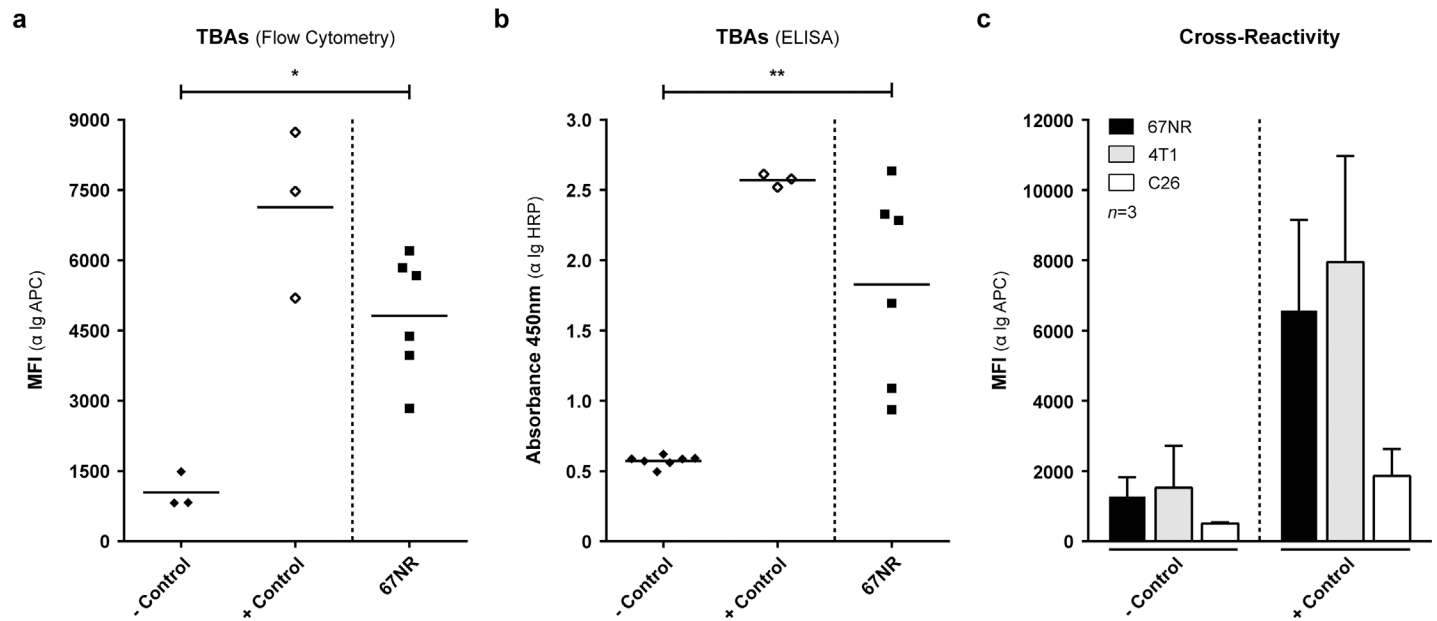 a
TBAs (Flow Cytometry)
*
9000
7500
6000
4500
3000
1500
0
MFI (α Ig APC)
- Control
+ Control
67NR
b
TBAs (ELISA)
**
3.0
2.5
2.0
1.5
1.0
0.5
0
Absorbance 450nm (α Ig HRP)
- Control
+ Control
67NR
c
Cross-Reactivity
12000
10000
8000
6000
4000
2000
0
MFI (α Ig APC)
67NR
4T1
C26
n=3
- Control
+ Control